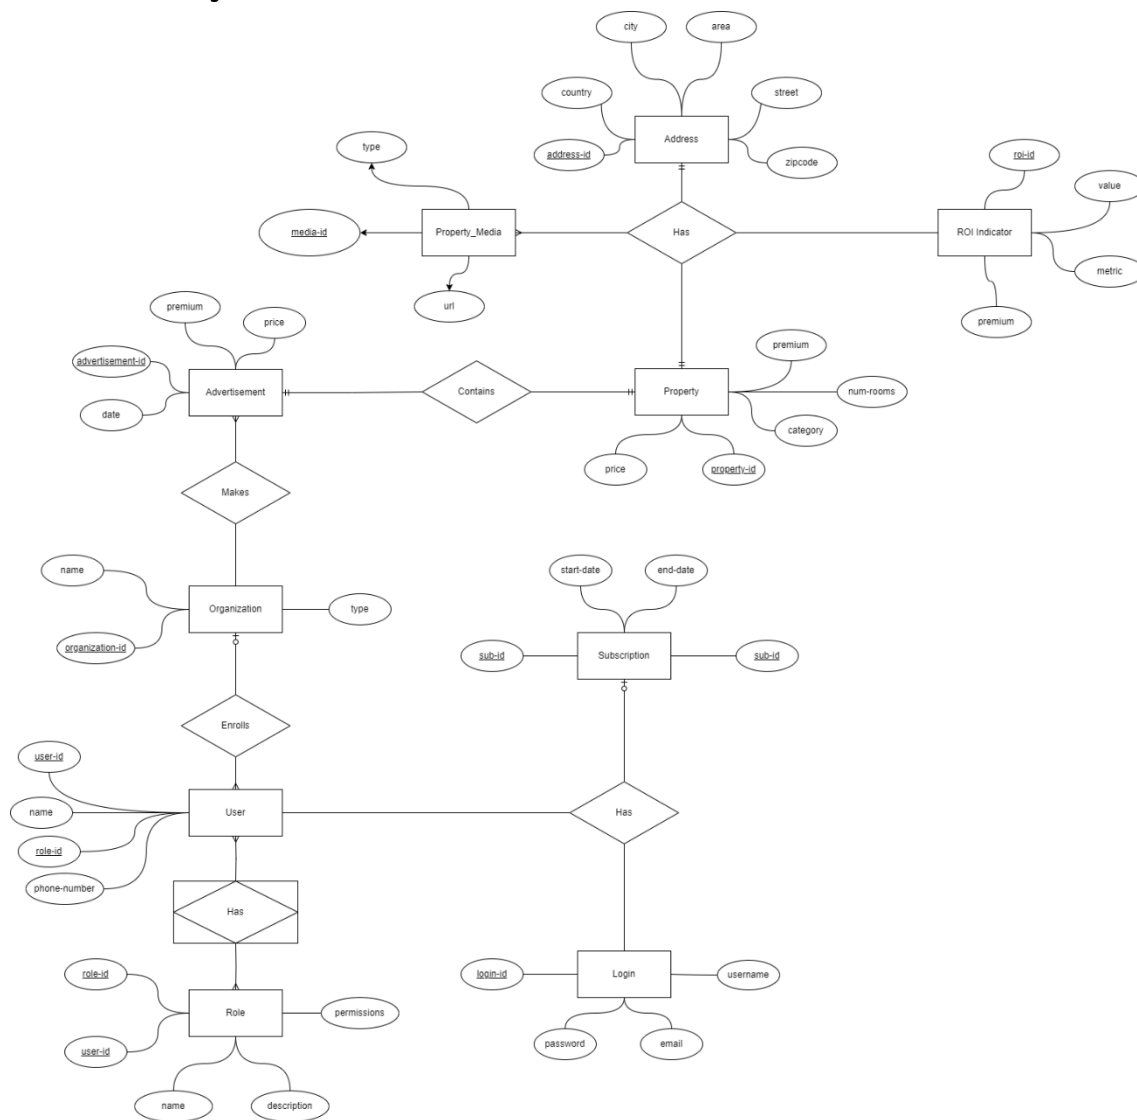 city
area
country
street
Address
type
address-id
zipcode
roi-id
value
media-id
Property_Media
Has
ROI Indicator
metric
url
premium
premium
price
premium
advertisement-id
Advertisement
Contains
Property
num-rooms
date
category
price
property-id
Makes
name
start-date
end-date
Organization
type
organization-id
sub-id
Subscription
sub-id
Enrolls
user-id
name
User
Has
role-id
phone-number
Has
role-id
login-id
Login
username
Role
permissions
user-id
password
email
name
description